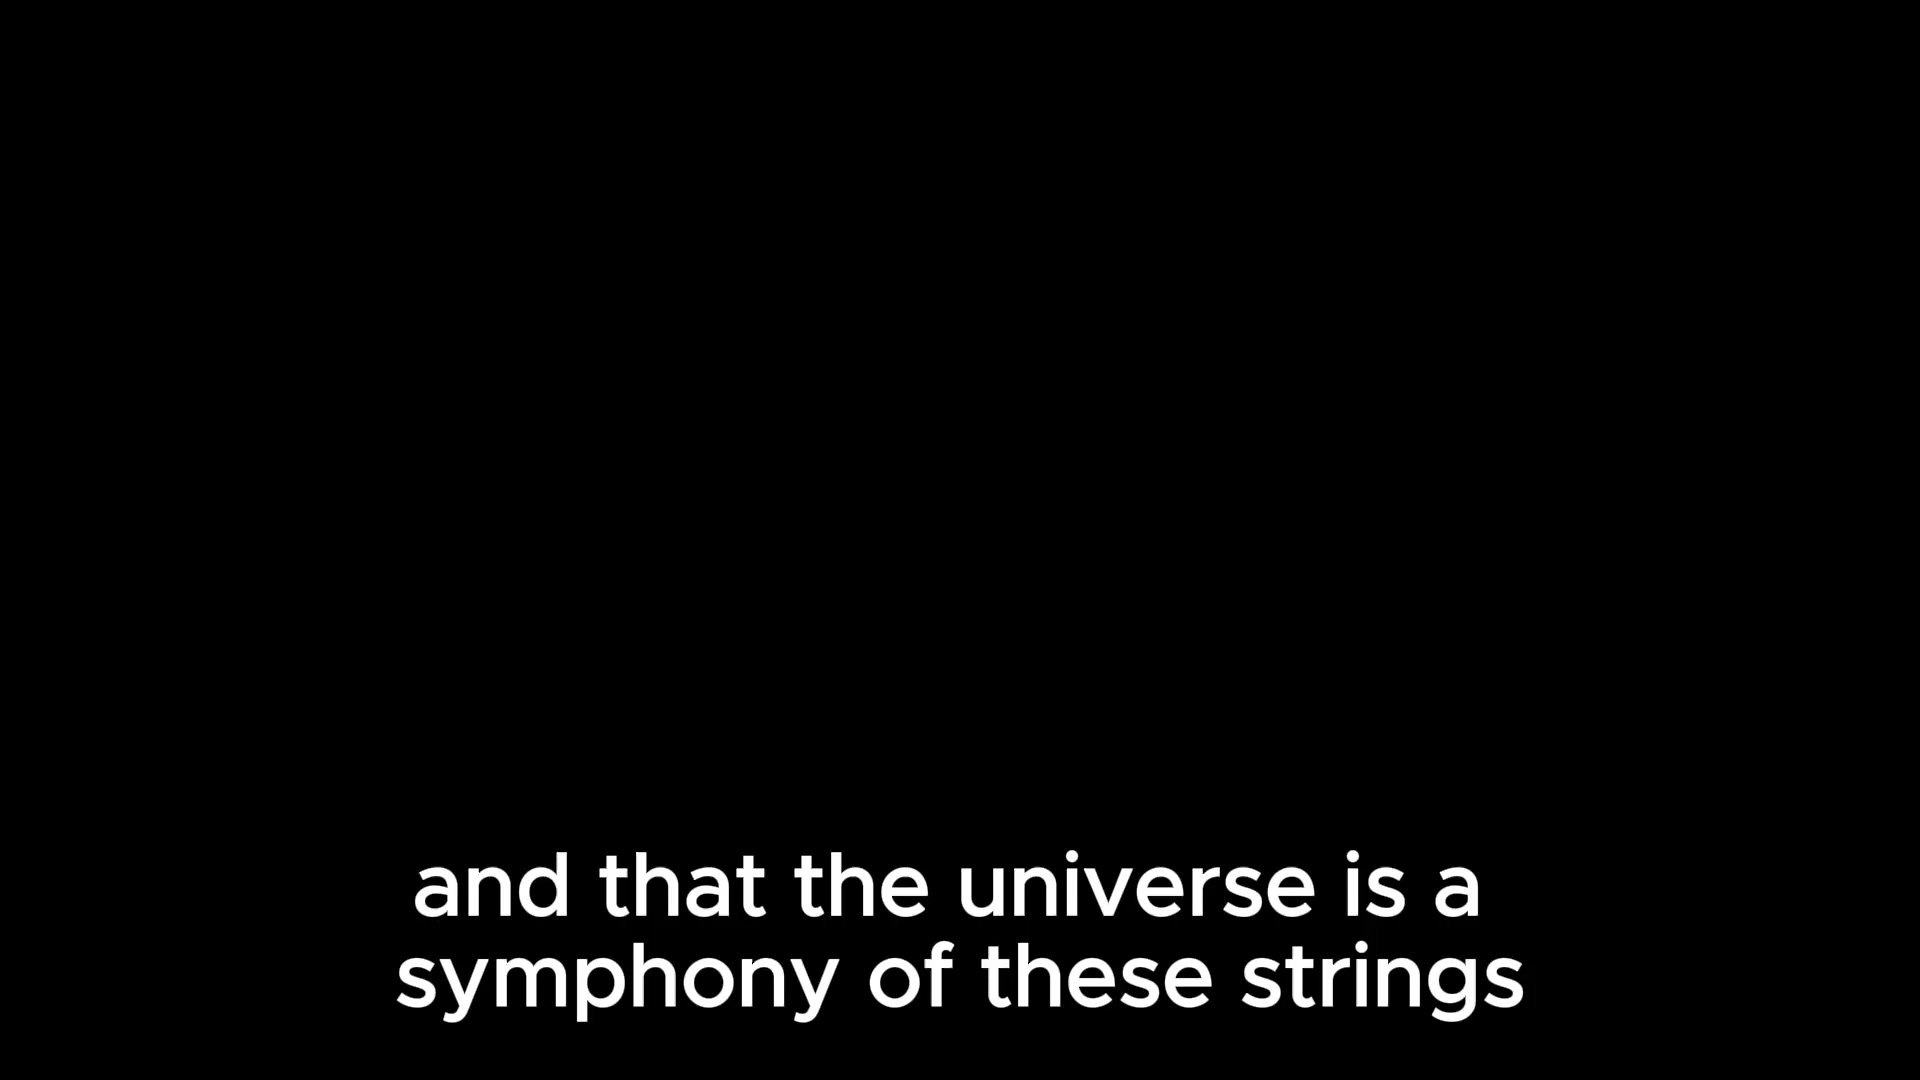 and that the universe is a
symphony of these strings